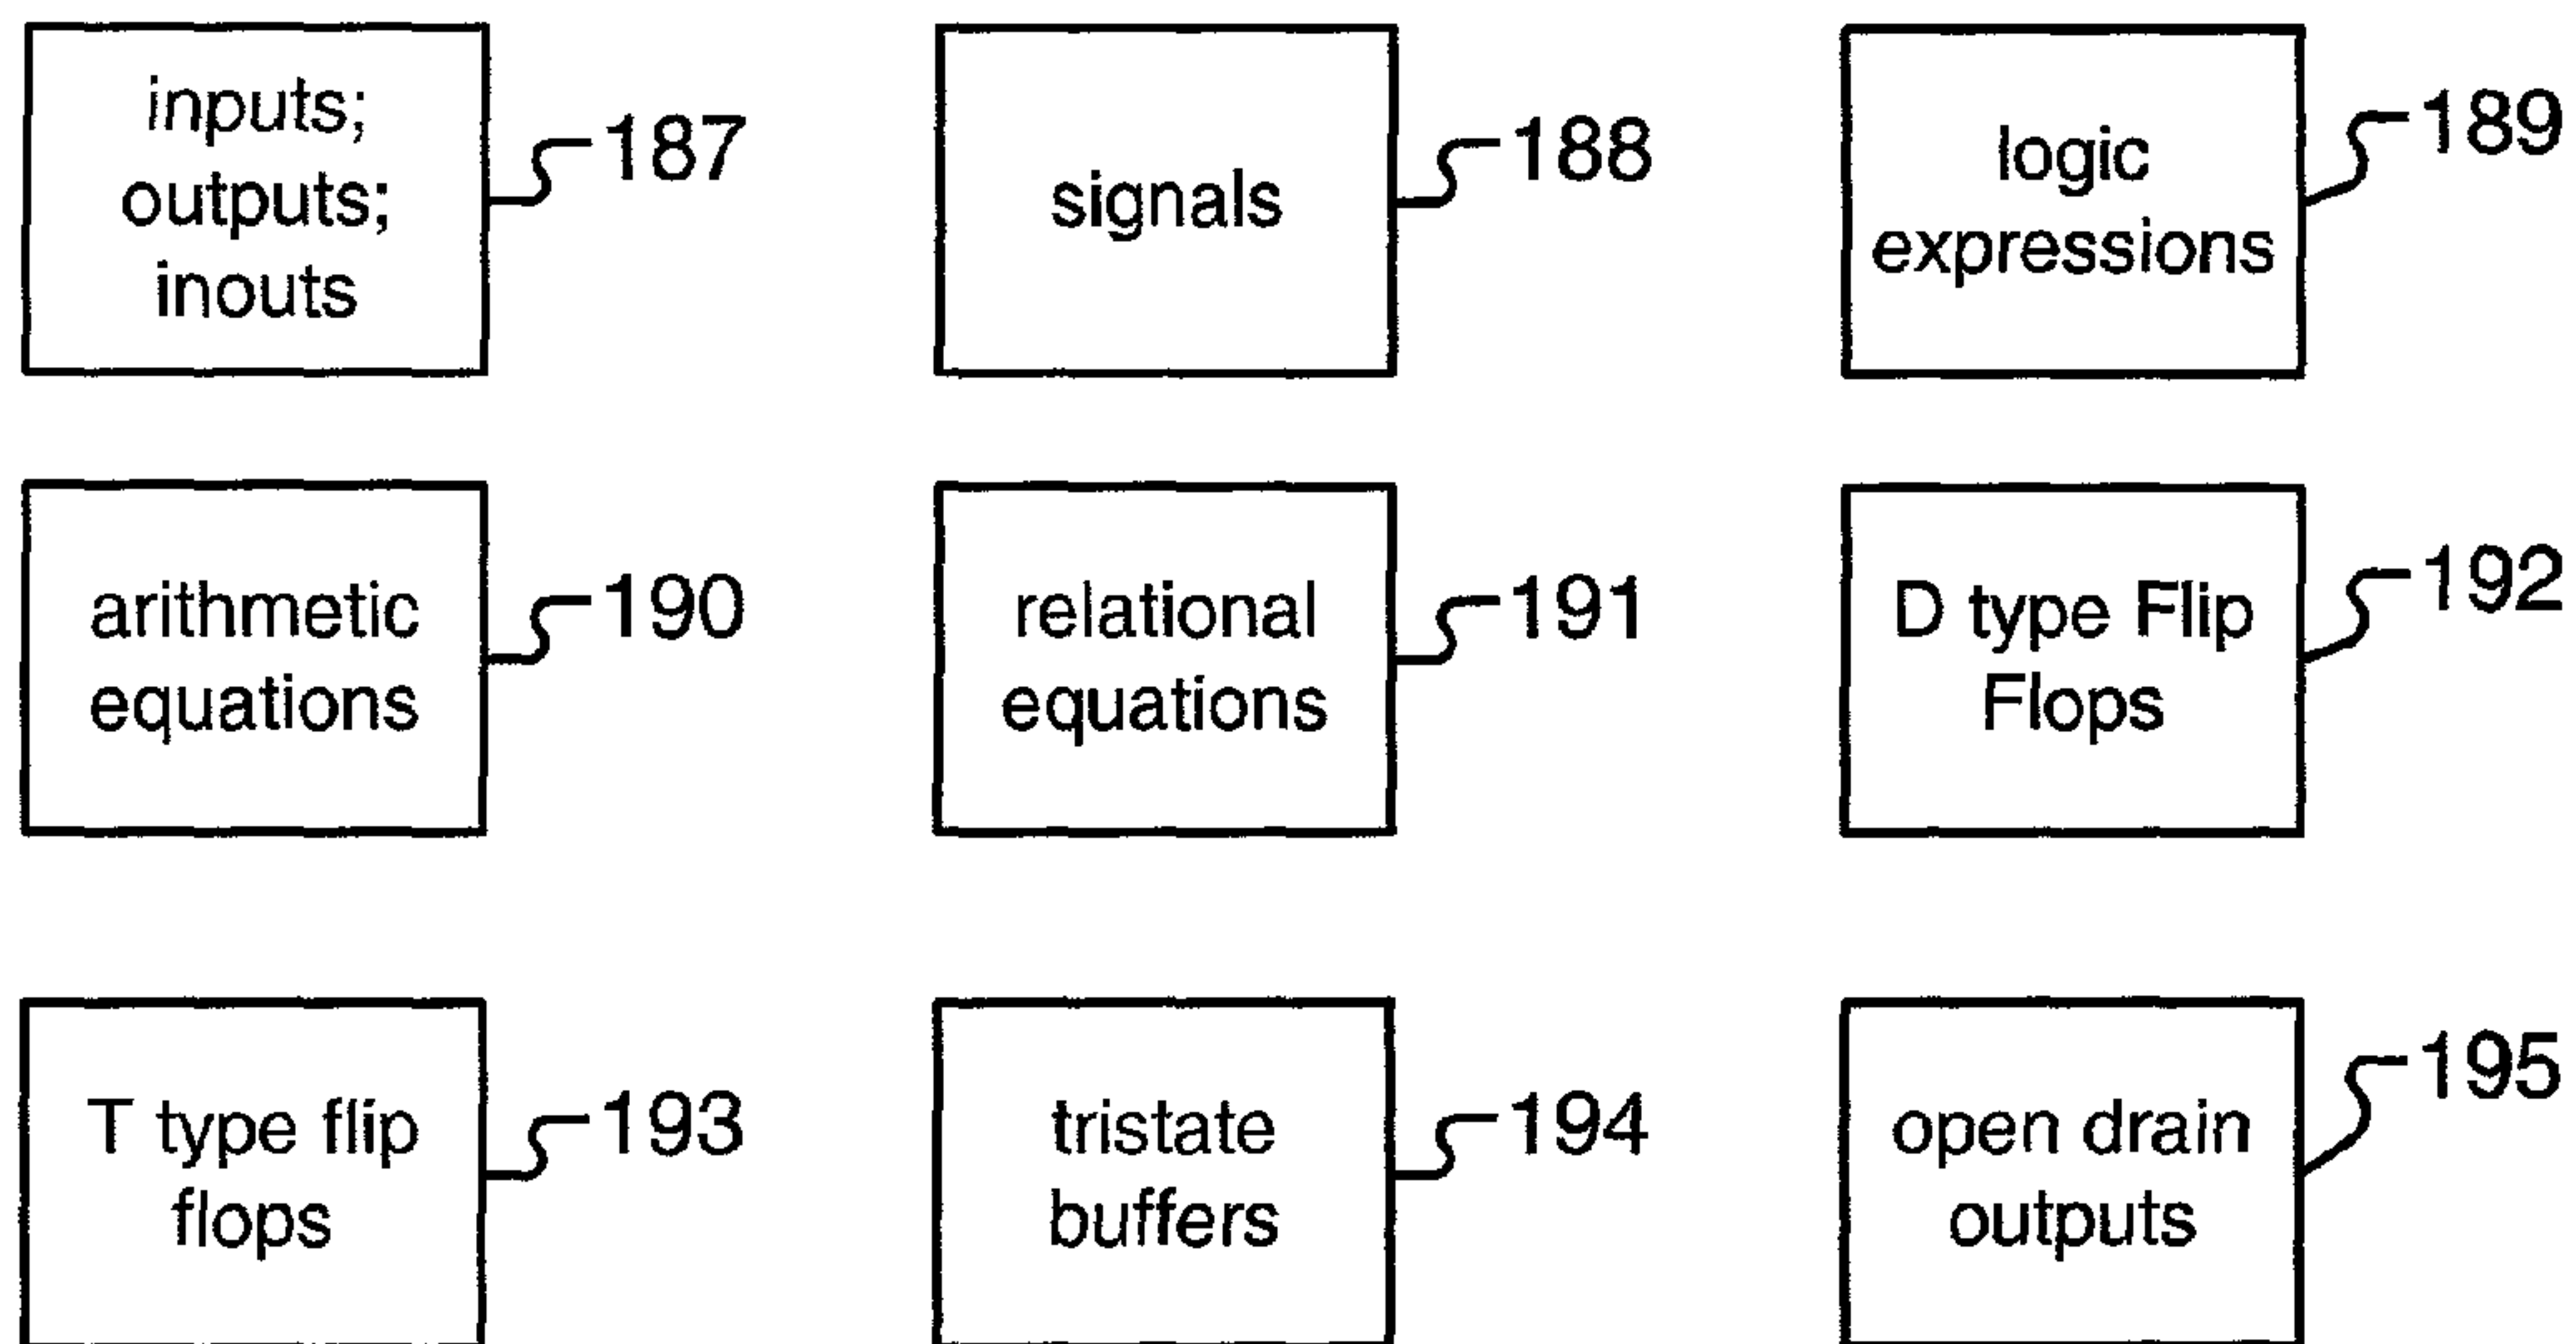 inputs;
outputs;
inouts
187
signals
188
logic
expressions
189
arithmetic
equations
190
relational
equations
191
D type Flip
Flops
192
T type flip
flops
193
tristate
buffers
194
open drain
outputs
195